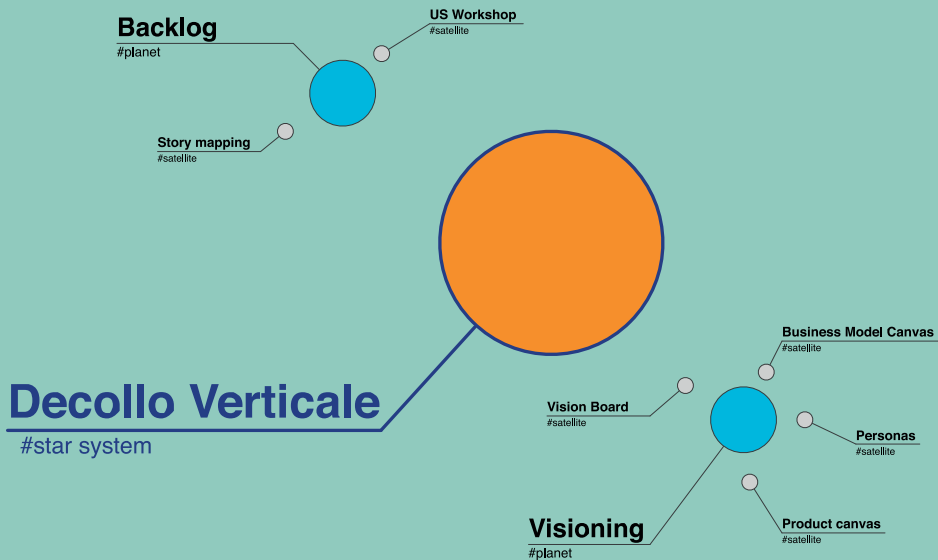 Backlog
#planet
US Workshop
#satellite
Story mapping
#satellite
Decollo Verticale
#star system
Business Model Canvas
#satellite
Vision Board
#satellite
Personas
#satellite
Visioning
#planet
Product canvas
#satellite